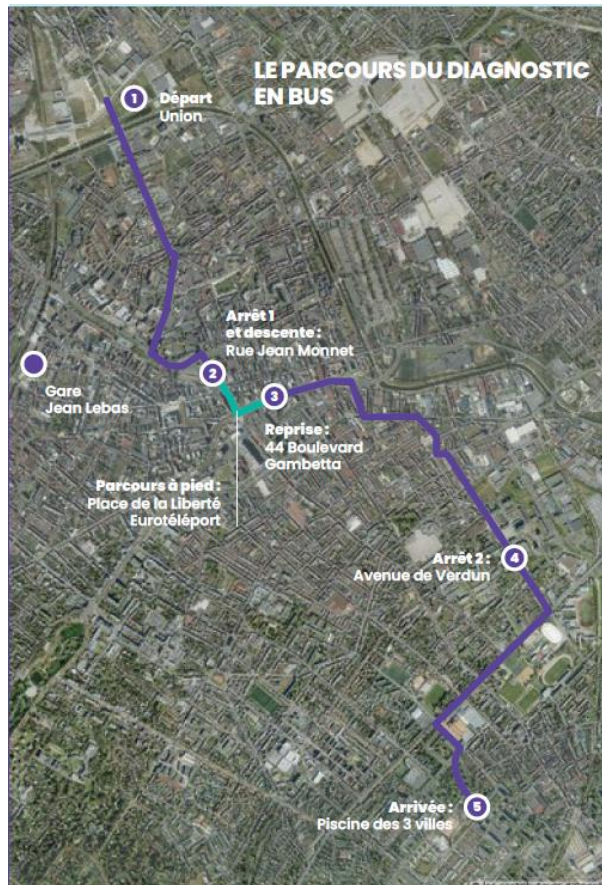 LE PARCOURS DU DIAGNOSTIC
EN BUS
1
Départ
Union
Arrêt 1
et descente :
Rue Jean Monnet
2
Gare
Jean Lebas
3
Reprise :
44 Boulevard
Gambetta
Parcours à pied :
Place de la Liberté
Eurotéléport
4
Arrêt 2 :
Avenue de Verdun
5
Arrivée :
Piscine des 3 villes